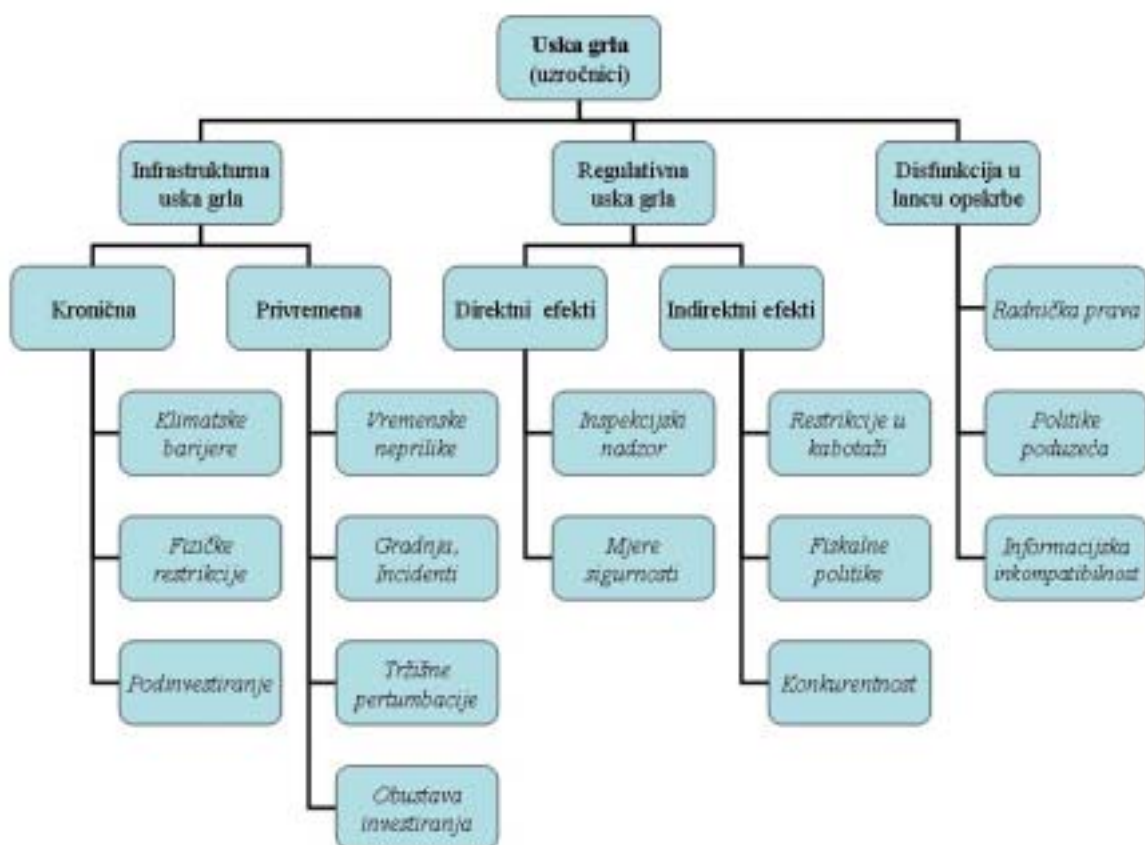 Uska grla
(uzročnici)
Infrastrukturna
uska grla
Regulativna
uska grla
Disfunkcija u
lancu opskrbe
Kronična
Privremena
Direktni efekti
Indirektni efekti
Radnička prava
Klimatske
barijere
Vremenske
neprilike
Inspekcijski
nadzor
Restrikcije u
kabotaži
Politike
poduzeća
Fizičke
restrikcije
Gradnja,
Incidenti
Mjere
sigurnosti
Fiskalne
politike
Informacijska
inkompatibilnost
Podinvestiranje
Tržišne
perturbacije
Konkurentnost
Obustava
investiranja